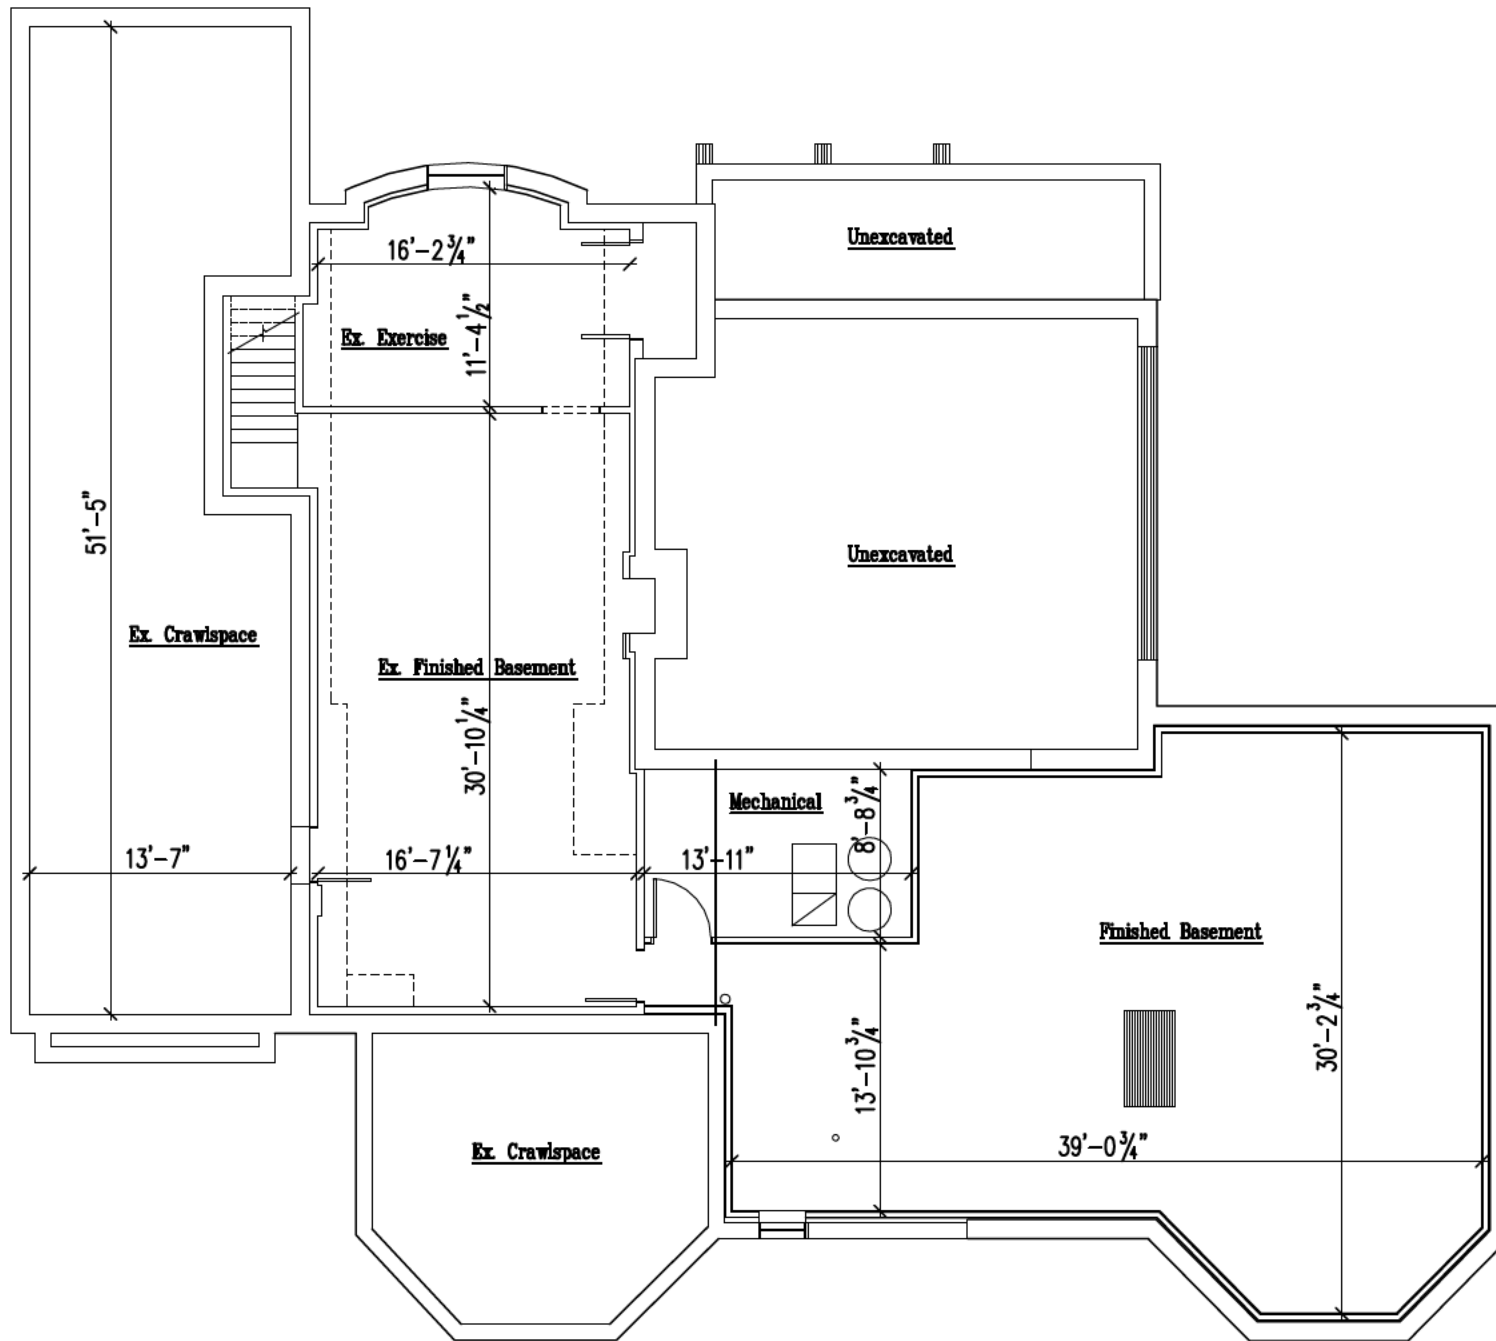 Unexcavated
16'-2 3/4"
11'-4 1/2"
Ex. Exercise
51'-5"
Unexcavated
Ex. Crawlspace
Ex. Finished Basement
30'-10 1/4"
Mechanical
8'-8 3/4"
13'-7"
16'-7 1/4"
13'-11"
Finished Basement
30'-2 3/4"
13'-10 3/4"
39'-0 3/4"
Ex. Crawlspace